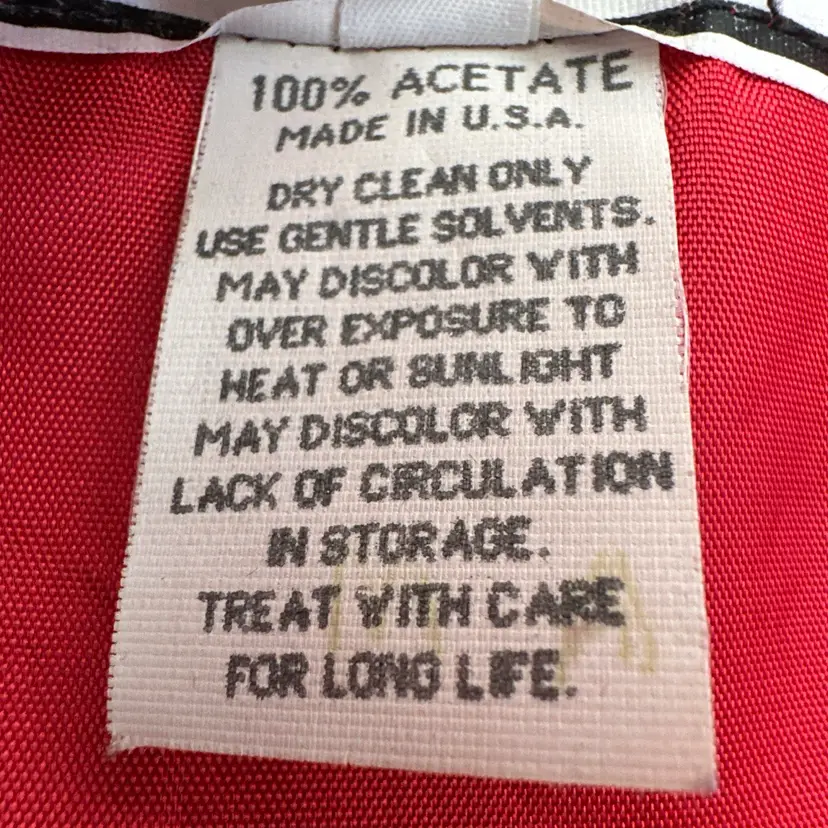 100% ACETATE
MADE IN U.S.A.
DRY CLEAN ONLY
USE GENTLE SOLVENTS.
MAY DISCOLOR WITH
OVER EXPOSURE TO
HEAT OR SUNLIGHT
MAY DISCOLOR WITH
LACK OF CIRCULATION
IN STORAGE.
TREAT WITH CARE
FOR LONG LIFE.